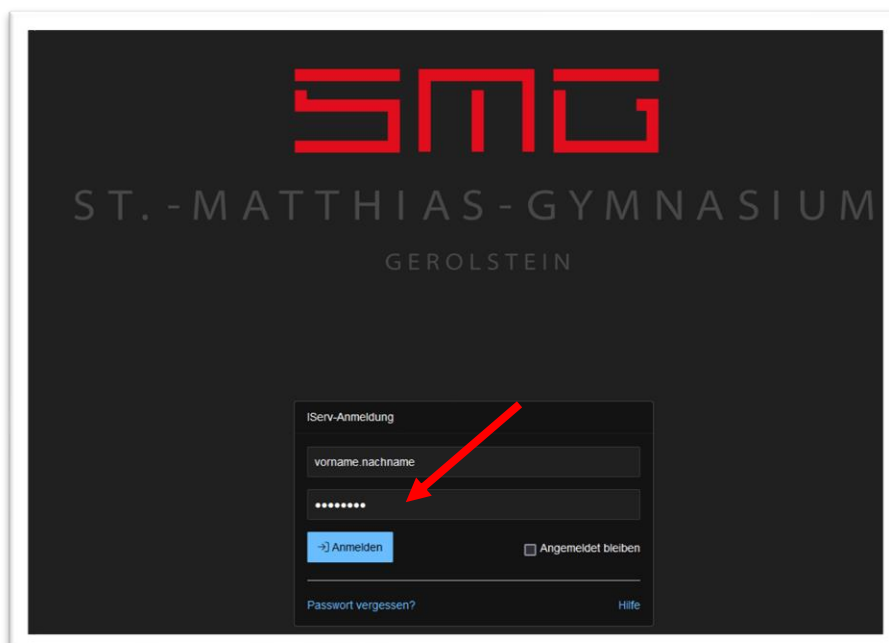 SMG
ST.-MATTHIAS-GYMNASIUM
GEROLSTEIN
IServ-Anmeldung
vorname.nachname
••••••••
Anmelden
Angemeldet bleiben
Passwort vergessen?
Hilfe